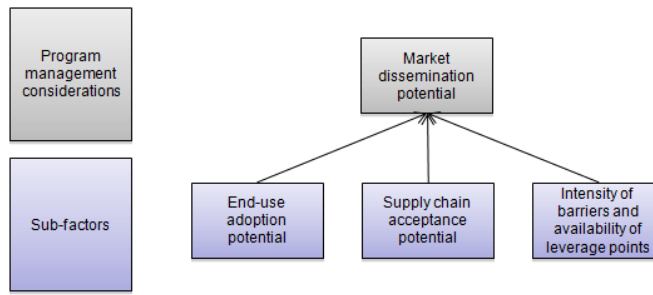 Program
management
considerations
Market
dissemination
potential
Sub-factors
End-use
adoption
potential
Supply chain
acceptance
potential
Intensity of
barriers and
availability of
leverage points